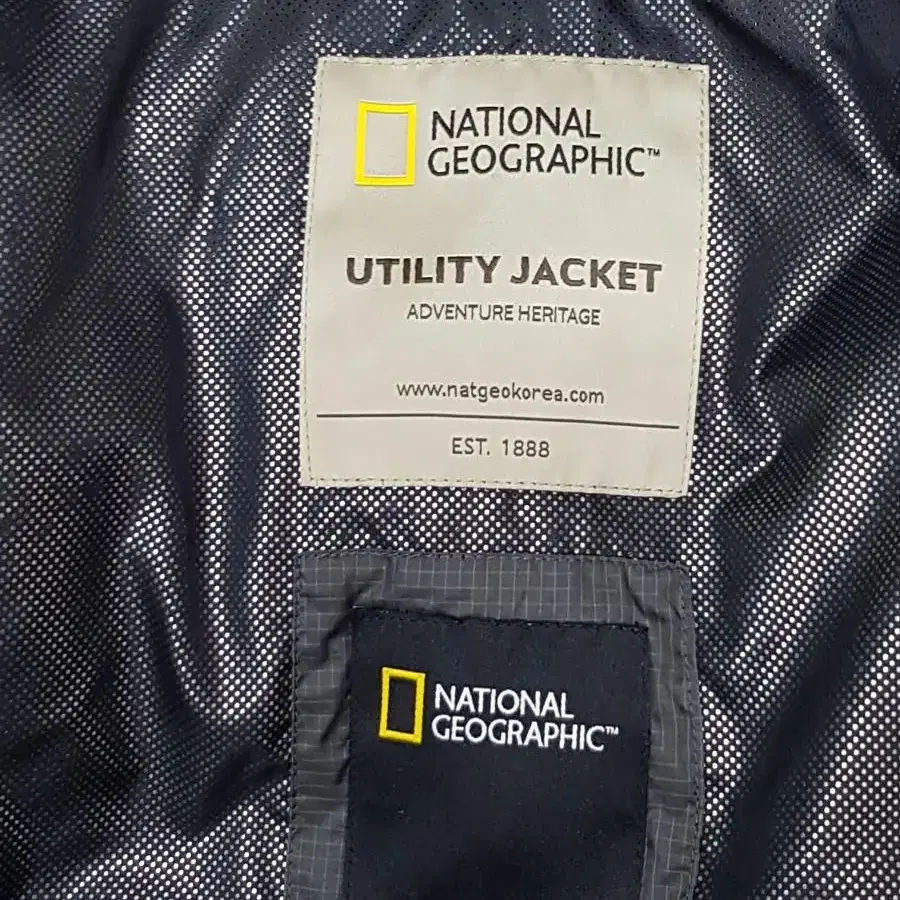 NATIONAL
GEOGRAPHIC™
UTILITY JACKET
ADVENTURE HERITAGE
www.natgeokorea.com
EST. 1888
NATIONAL
GEOGRAPHIC™